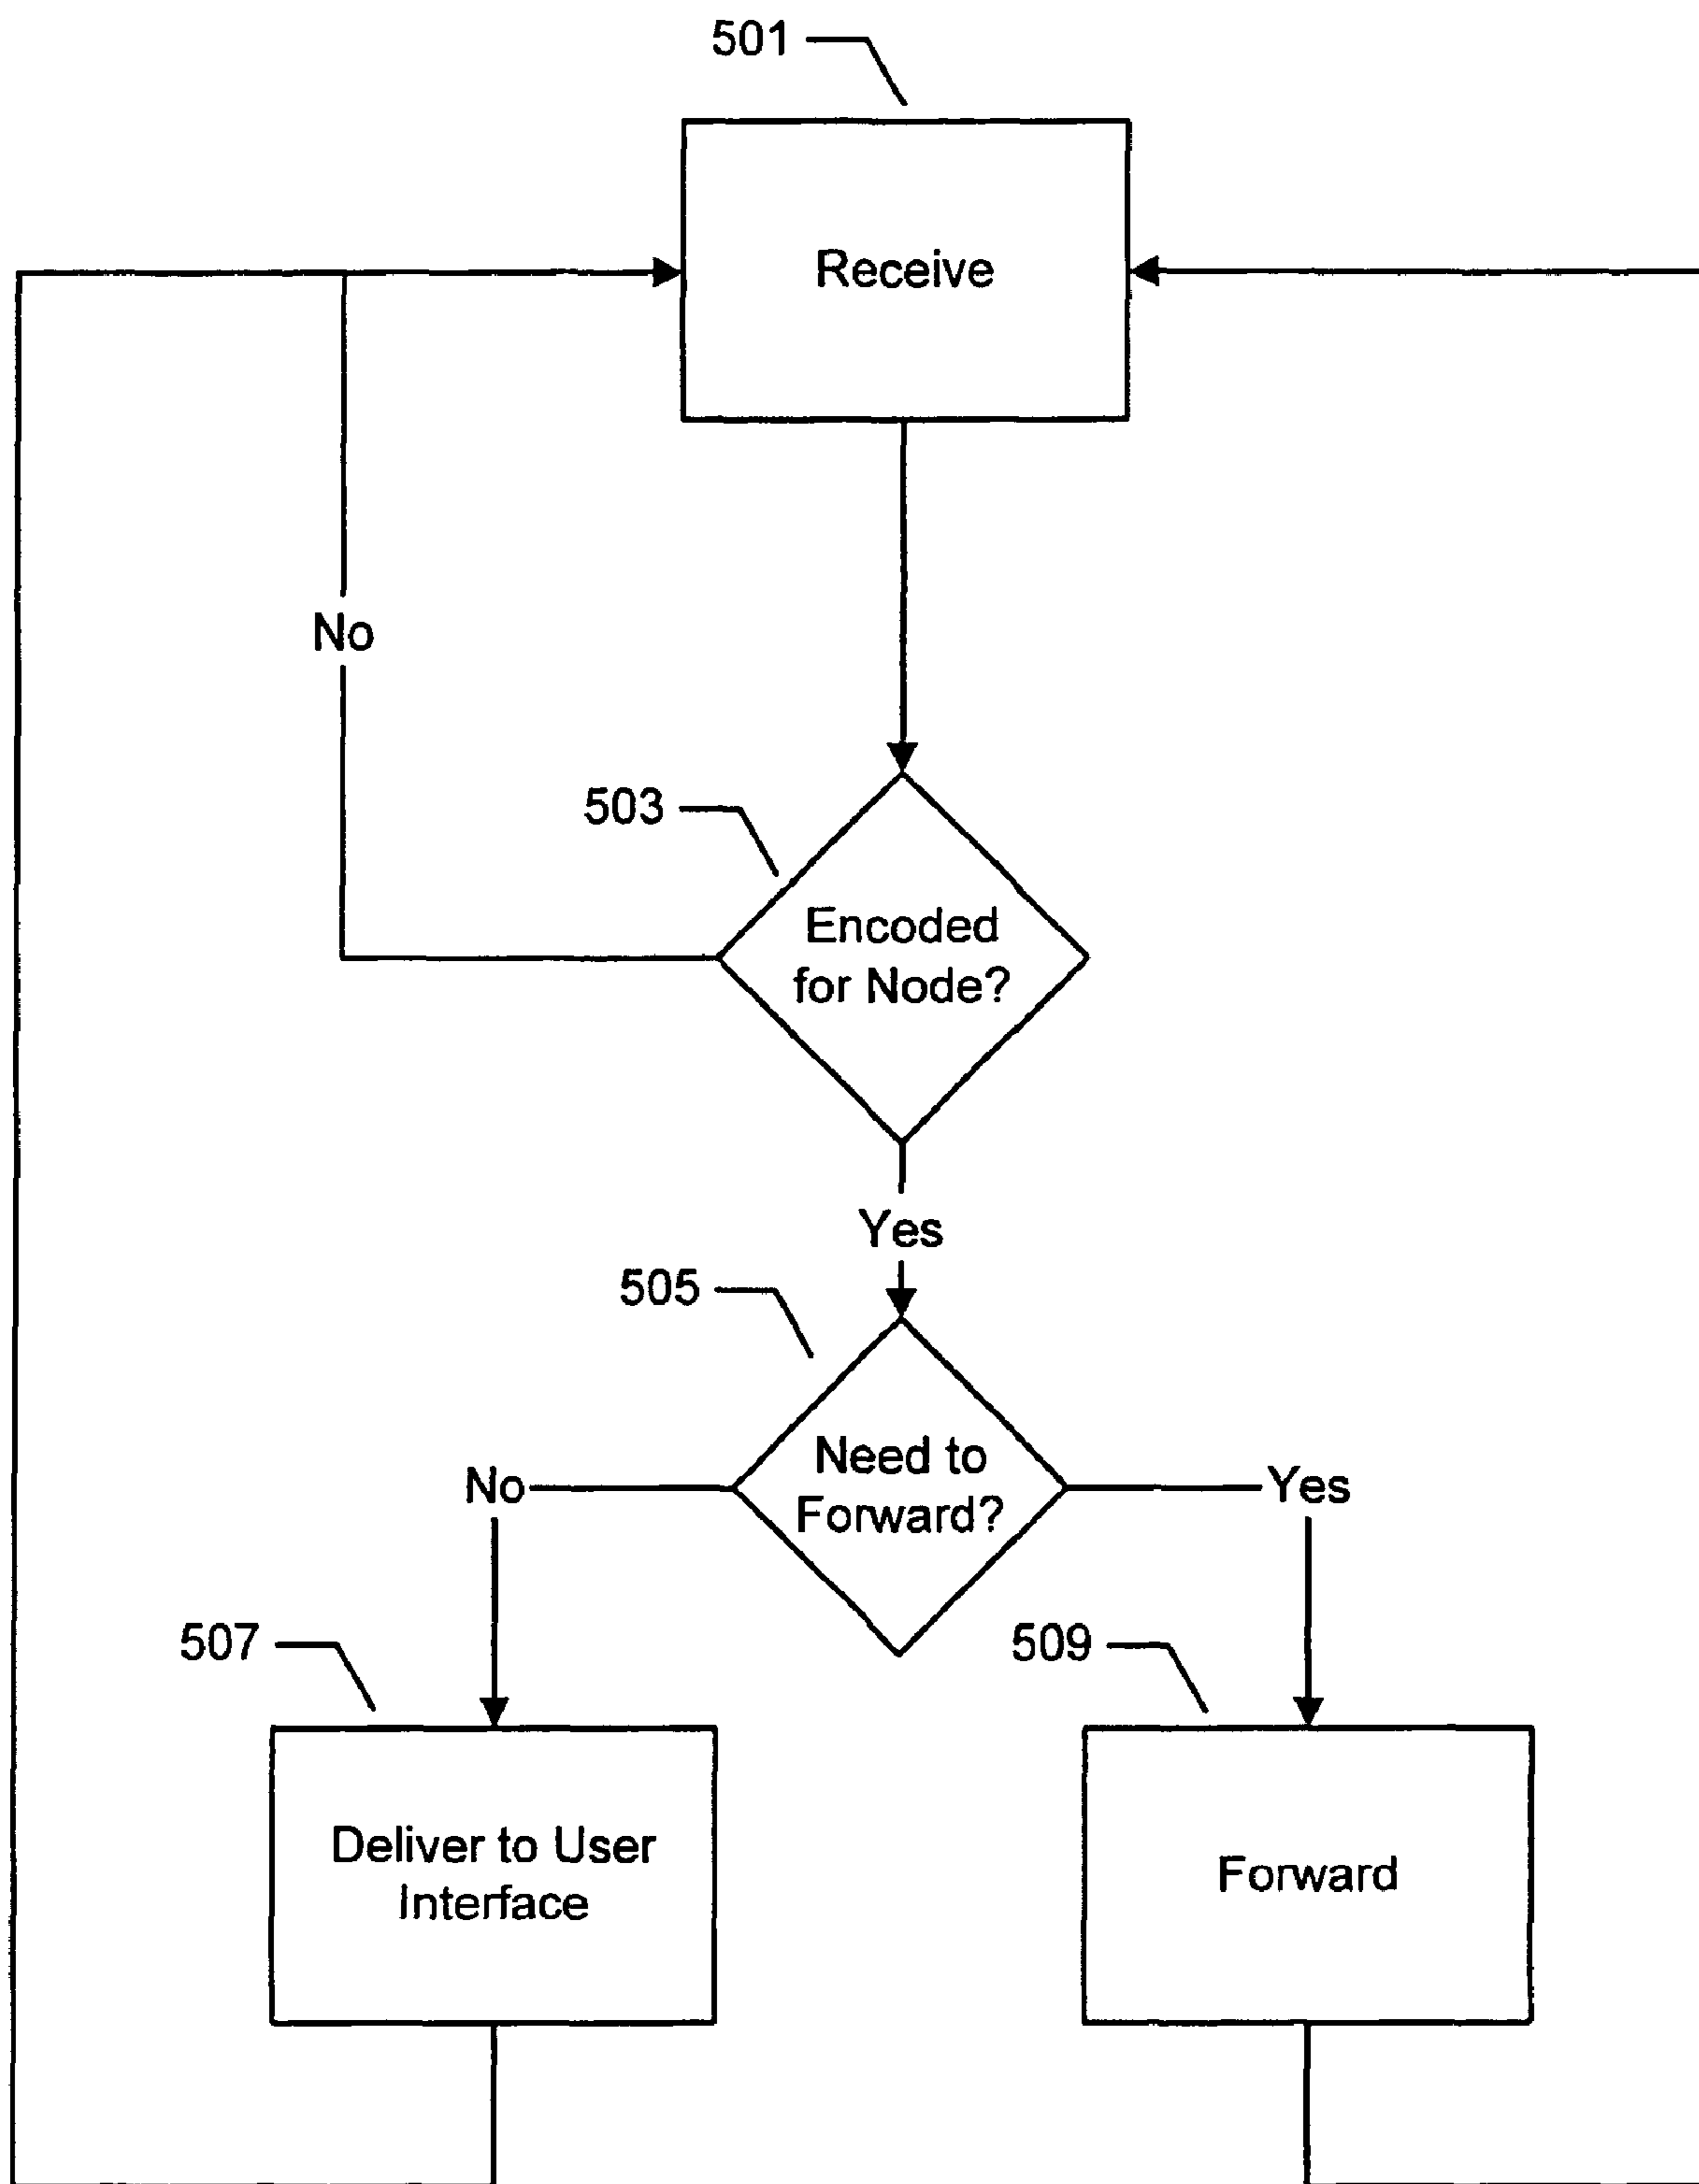 501
Receive
No
503
Encoded
for Node?
Yes
505
Need to
Forward?
No
Yes
507
509
Deliver to User
Interface
Forward